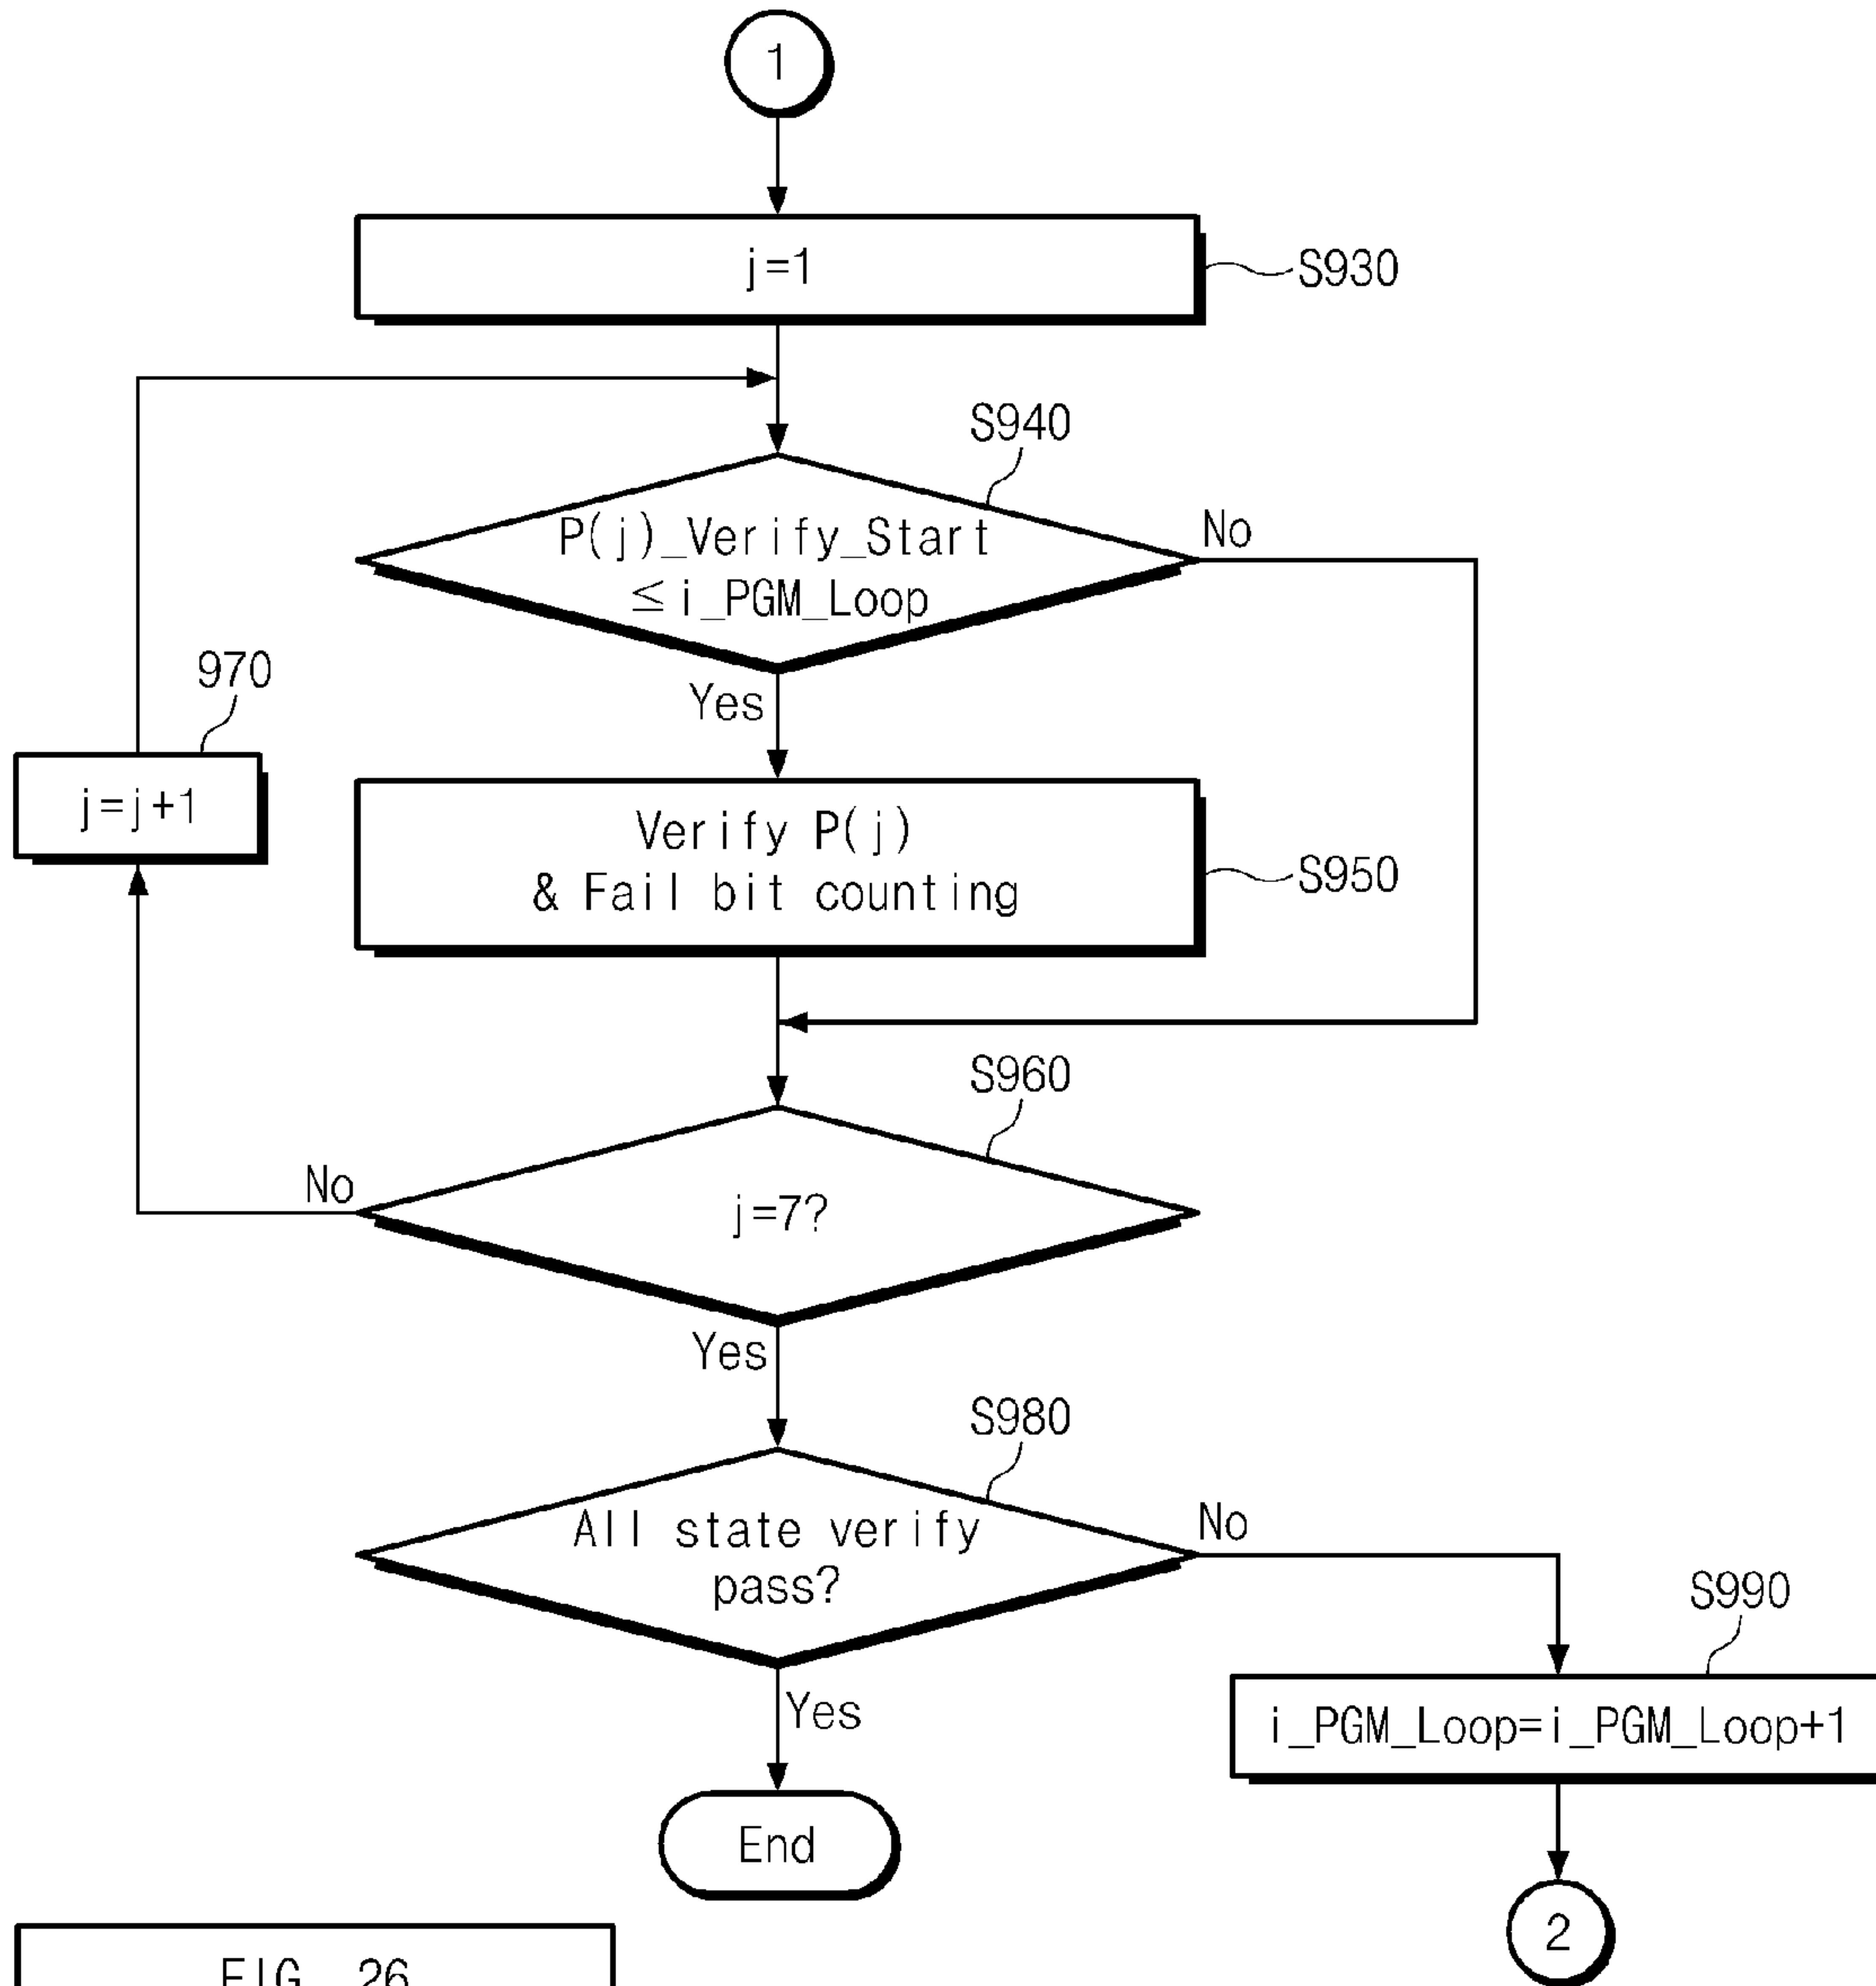 1
j=1
S930
S940
P(j)_Verify_Start
≤ i_PGM_Loop
No
Yes
970
j=j+1
Verify P(j)
& Fail bit counting
S950
S960
j=7?
No
Yes
S980
All state verify
pass?
No
Yes
S990
i_PGM_Loop=i_PGM_Loop+1
End
2
FIG. 26